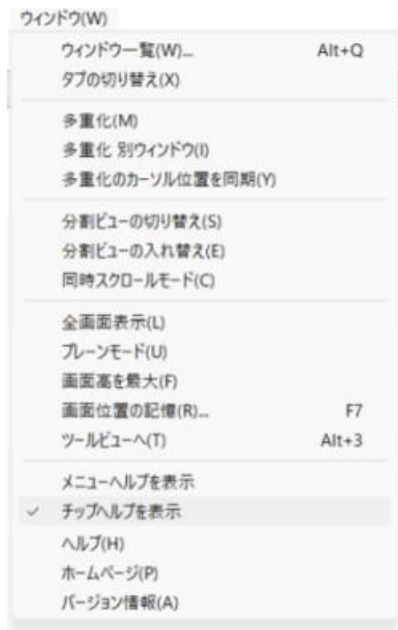 ウィンドウ(W)
ウィンドウ一覧(W)... Alt+Q
タブの切り替え(X)
多重化(M)
多重化 別ウィンドウ(I)
多重化のカーソル位置を同期(Y)
分割ビューの切り替え(S)
分割ビューの入れ替え(E)
同時スクロールモード(C)
全画面表示(L)
プレーンモード(U)
画面高を最大(F)
画面位置の記憶(R)... F7
ツールビューへ(T) Alt+3
メニューヘルプを表示
チップヘルプを表示
ヘルプ(H)
ホームページ(P)
バージョン情報(A)